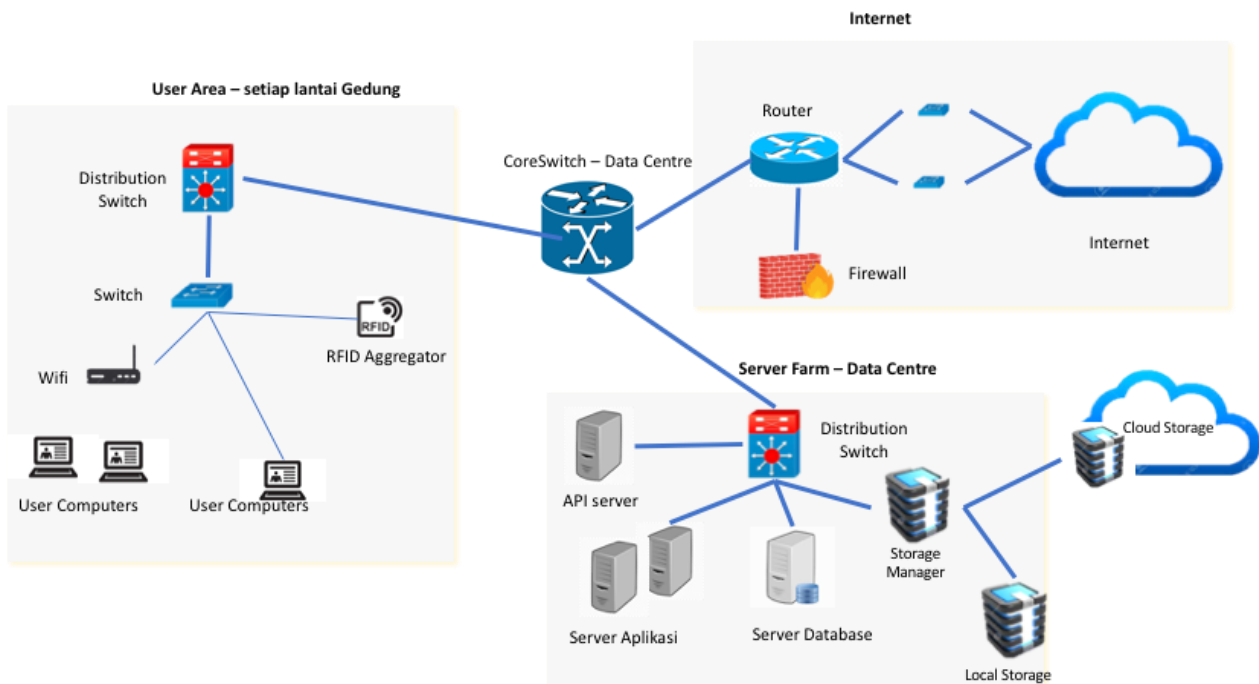 Internet
User Area – setiap lantai Gedung
Router
CoreSwitch – Data Centre
Distribution
Switch
Internet
Firewall
Switch
RFID
RFID Aggregator
Wifi
Server Farm – Data Centre
Distribution
Switch
Cloud Storage
API server
User Computers
User Computers
Storage
Manager
Server Aplikasi
Server Database
Local Storage